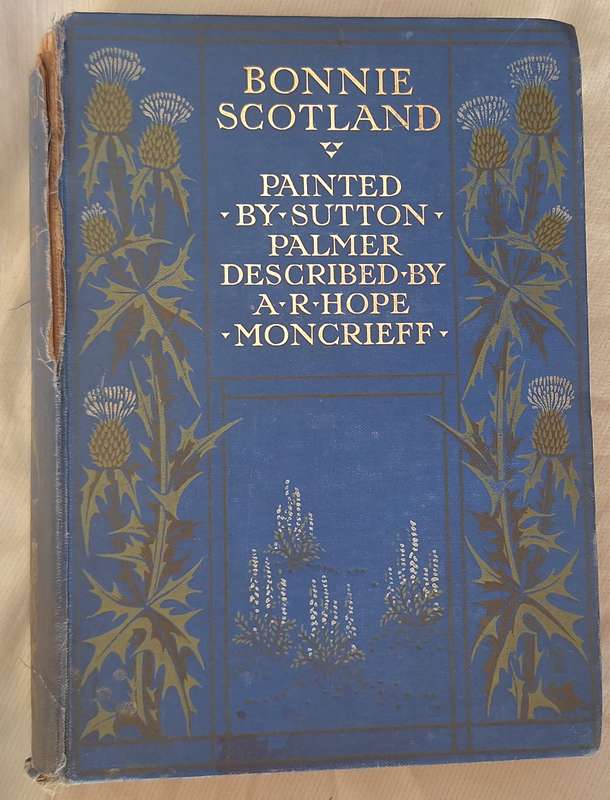 BONNIE
SCOTLAND
PAINTED
·BY·SUTTON·
PALMER
DESCRIBED·BY
A·R·HOPE
·MONCRIEFF·